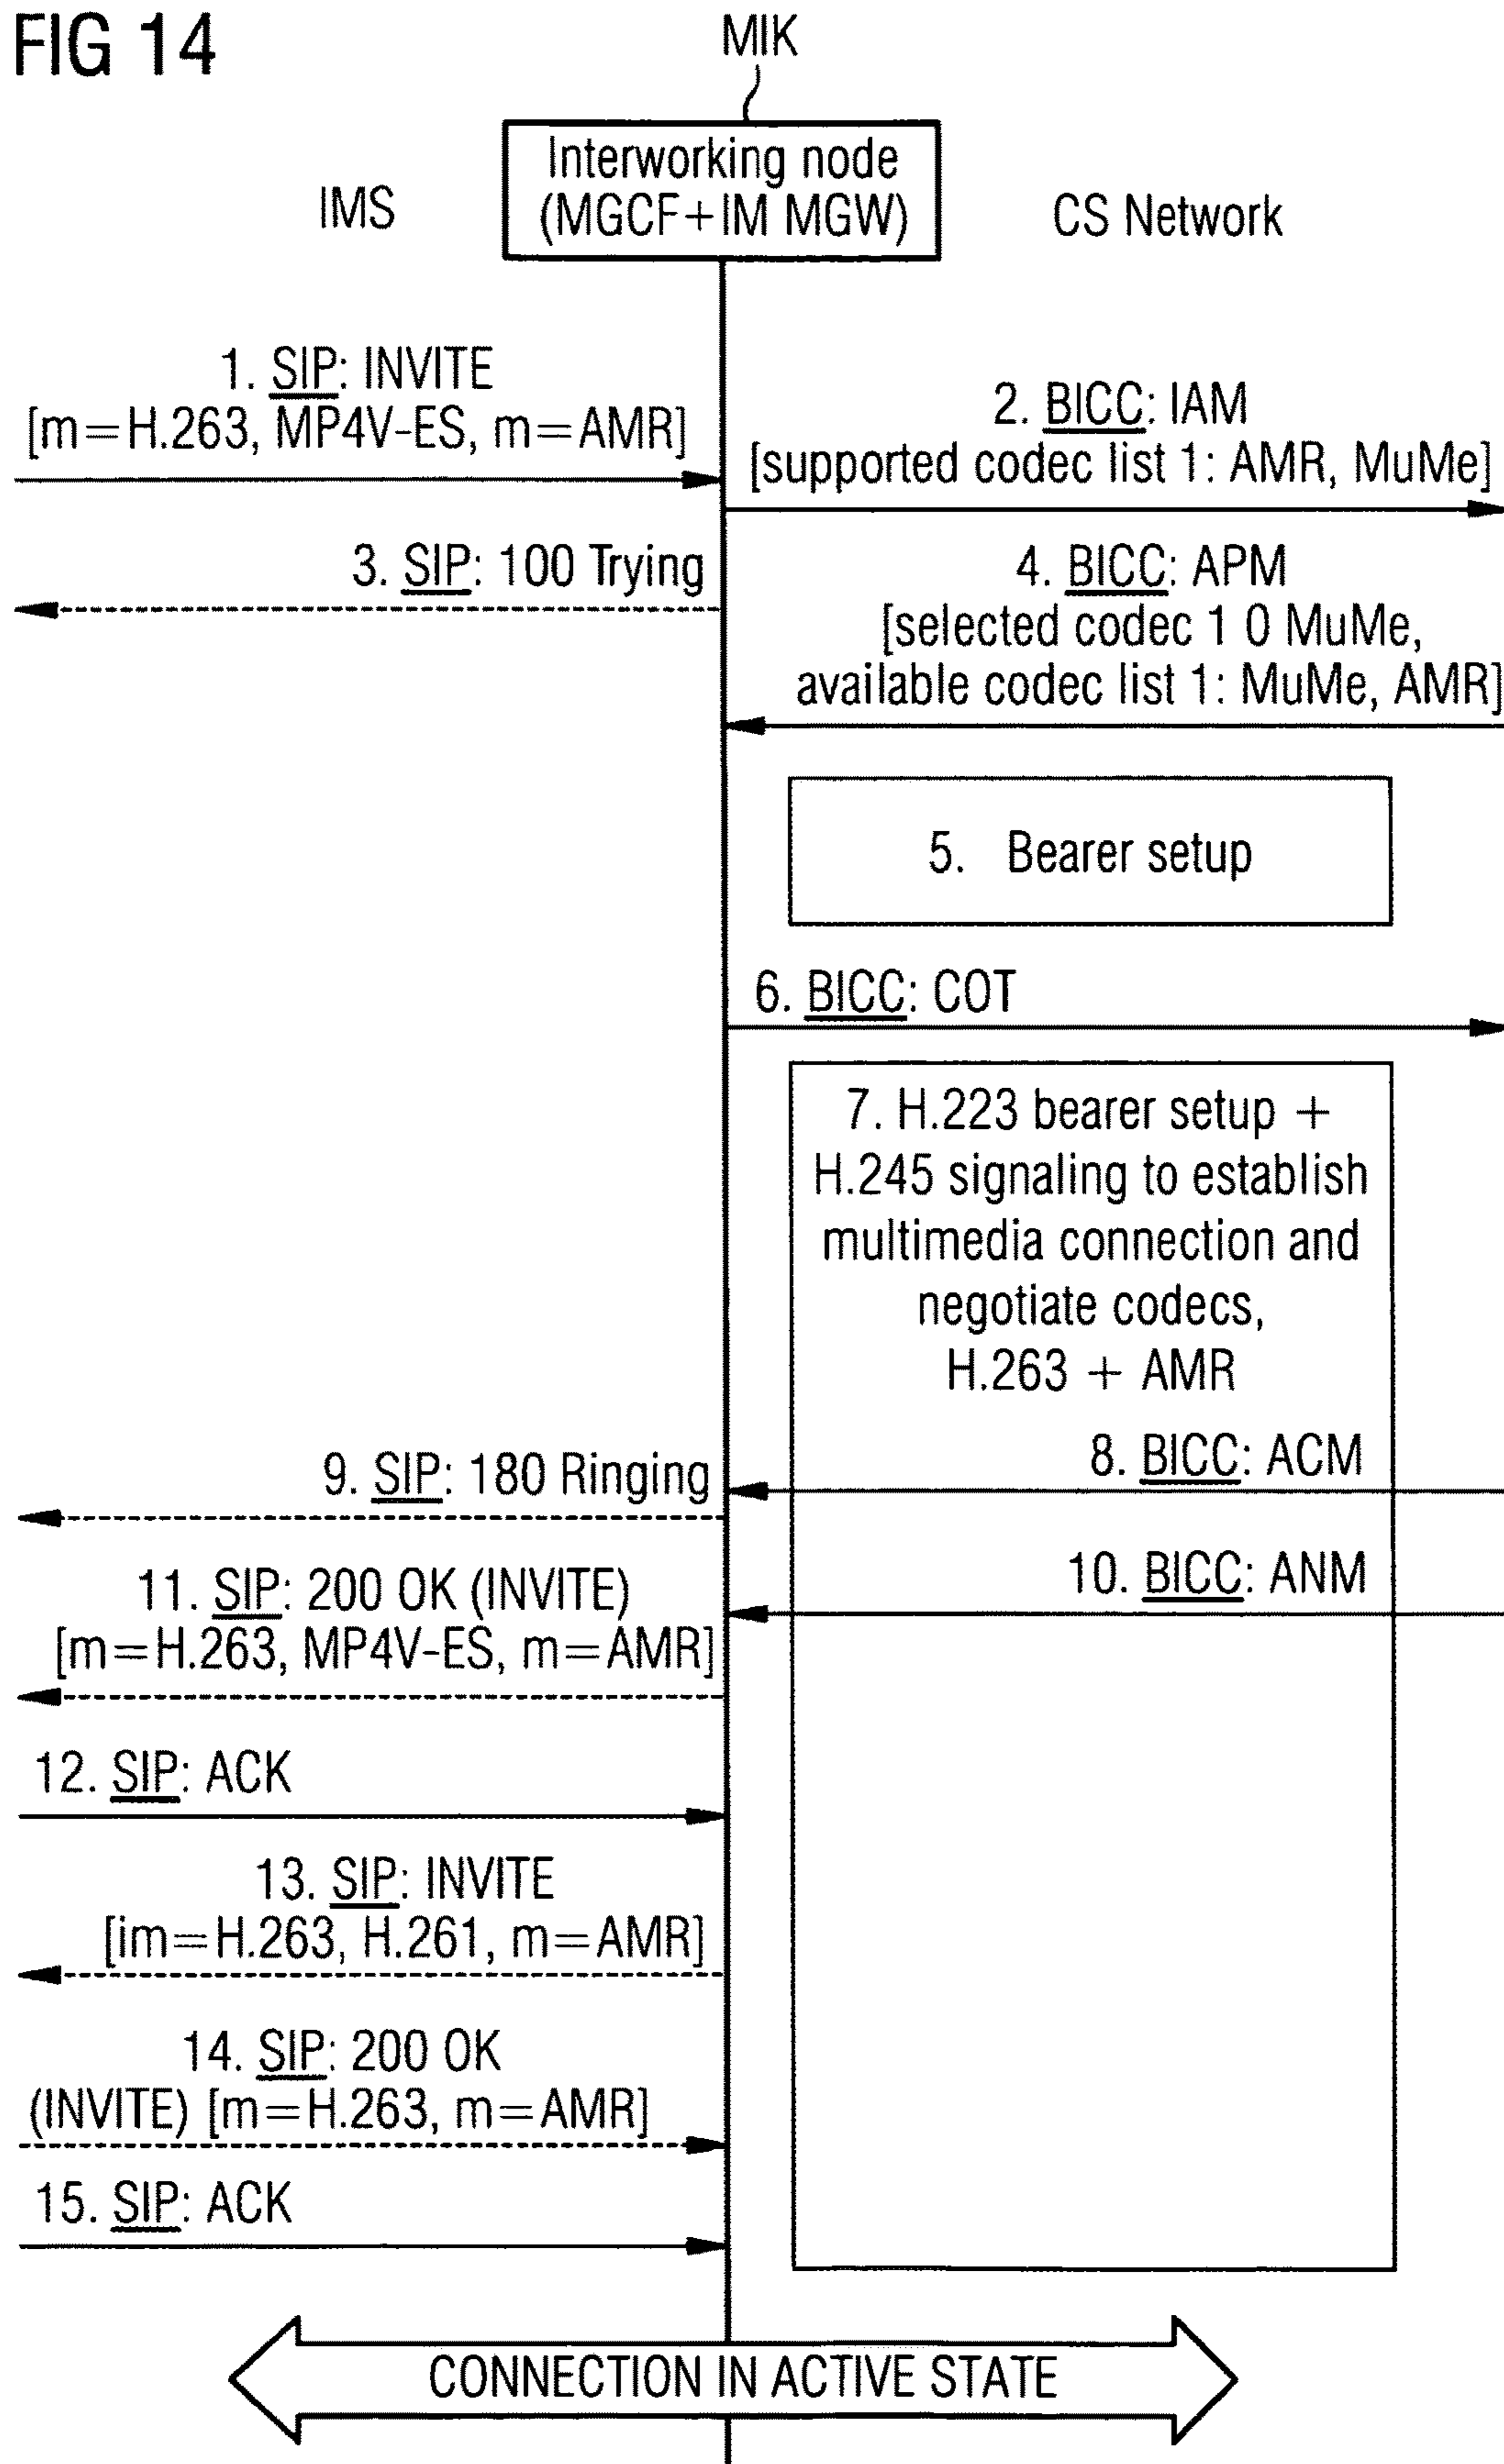 FIG 14
MIK
Interworking node
(MGCF+IM MGW)
IMS
CS Network
1. SIP: INVITE
[m=H.263, MP4V-ES, m=AMR]
2. BICC: IAM
[supported codec list 1: AMR, MuMe]
3. SIP: 100 Trying
4. BICC: APM
[selected codec 1 0 MuMe,
available codec list 1: MuMe, AMR]
5. Bearer setup
6. BICC: COT
7. H.223 bearer setup +
H.245 signaling to establish
multimedia connection and
negotiate codecs,
H.263 + AMR
8. BICC: ACM
9. SIP: 180 Ringing
10. BICC: ANM
11. SIP: 200 OK (INVITE)
[m=H.263, MP4V-ES, m=AMR]
12. SIP: ACK
13. SIP: INVITE
[im=H.263, H.261, m=AMR]
14. SIP: 200 OK
(INVITE) [m=H.263, m=AMR]
15. SIP: ACK
CONNECTION IN ACTIVE STATE